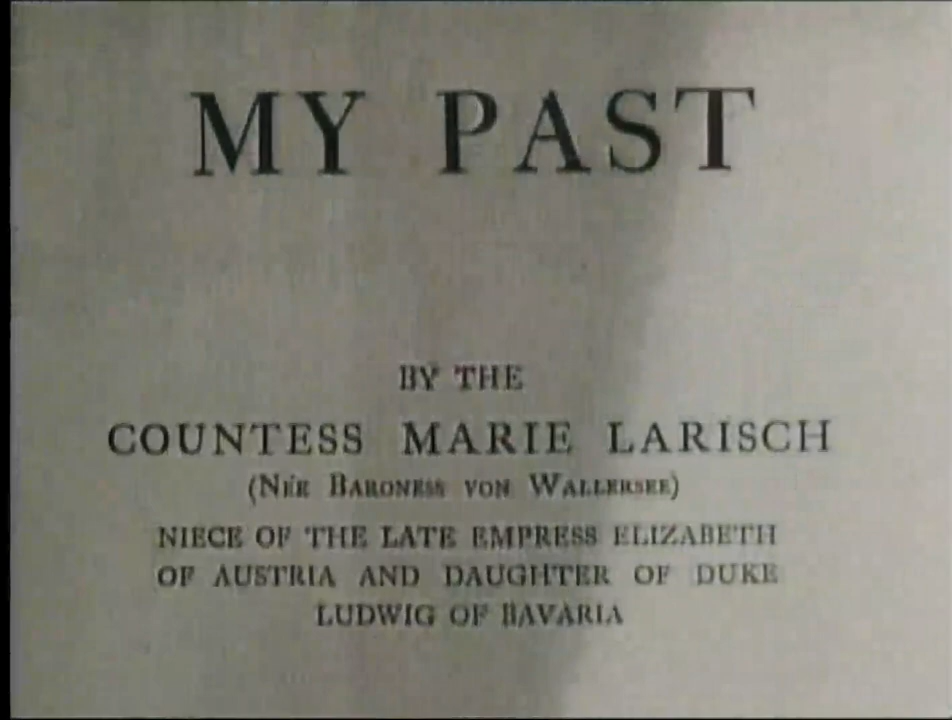 MY PAST
BY THE
COUNTESS MARIE LARISCH
(NÉE BARONESS VON WALLERSEE)
NIECE OF THE LATE EMPRESS ELIZABETH
OF AUSTRIA AND DAUGHTER OF DUKE
LUDWIG OF BAVARIA